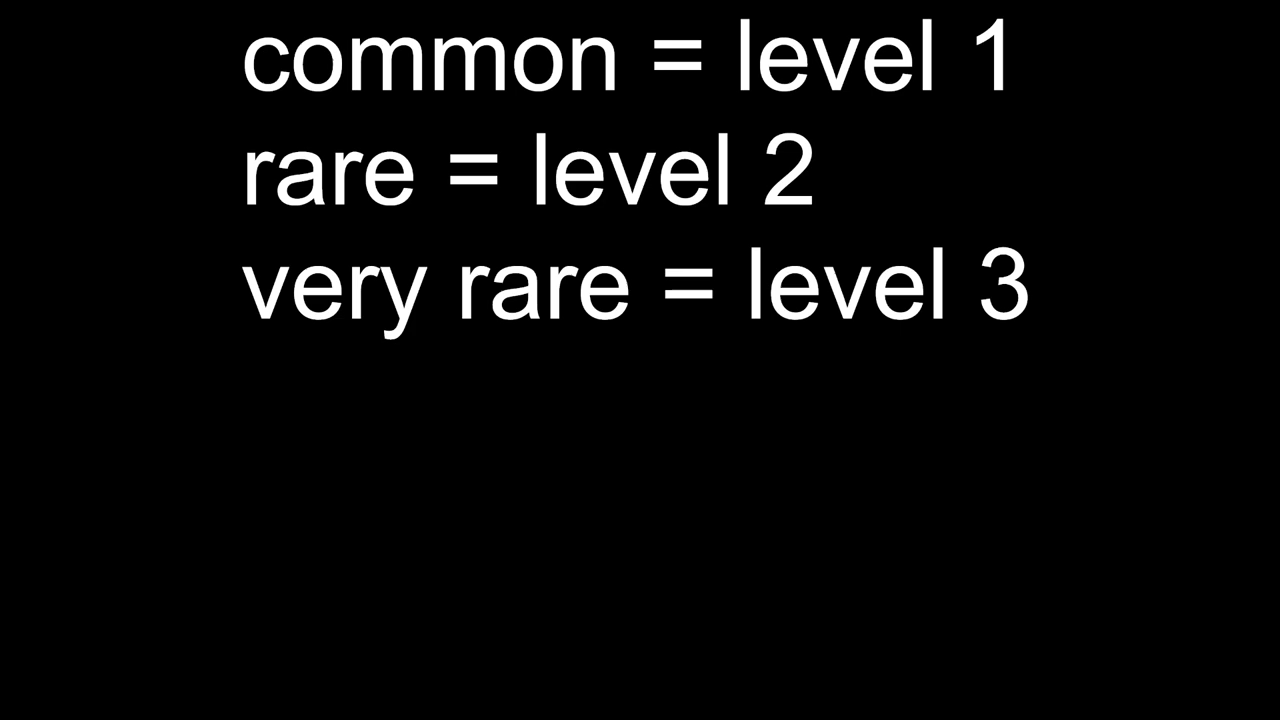 common = level 1
rare = level 2
very rare = level 3